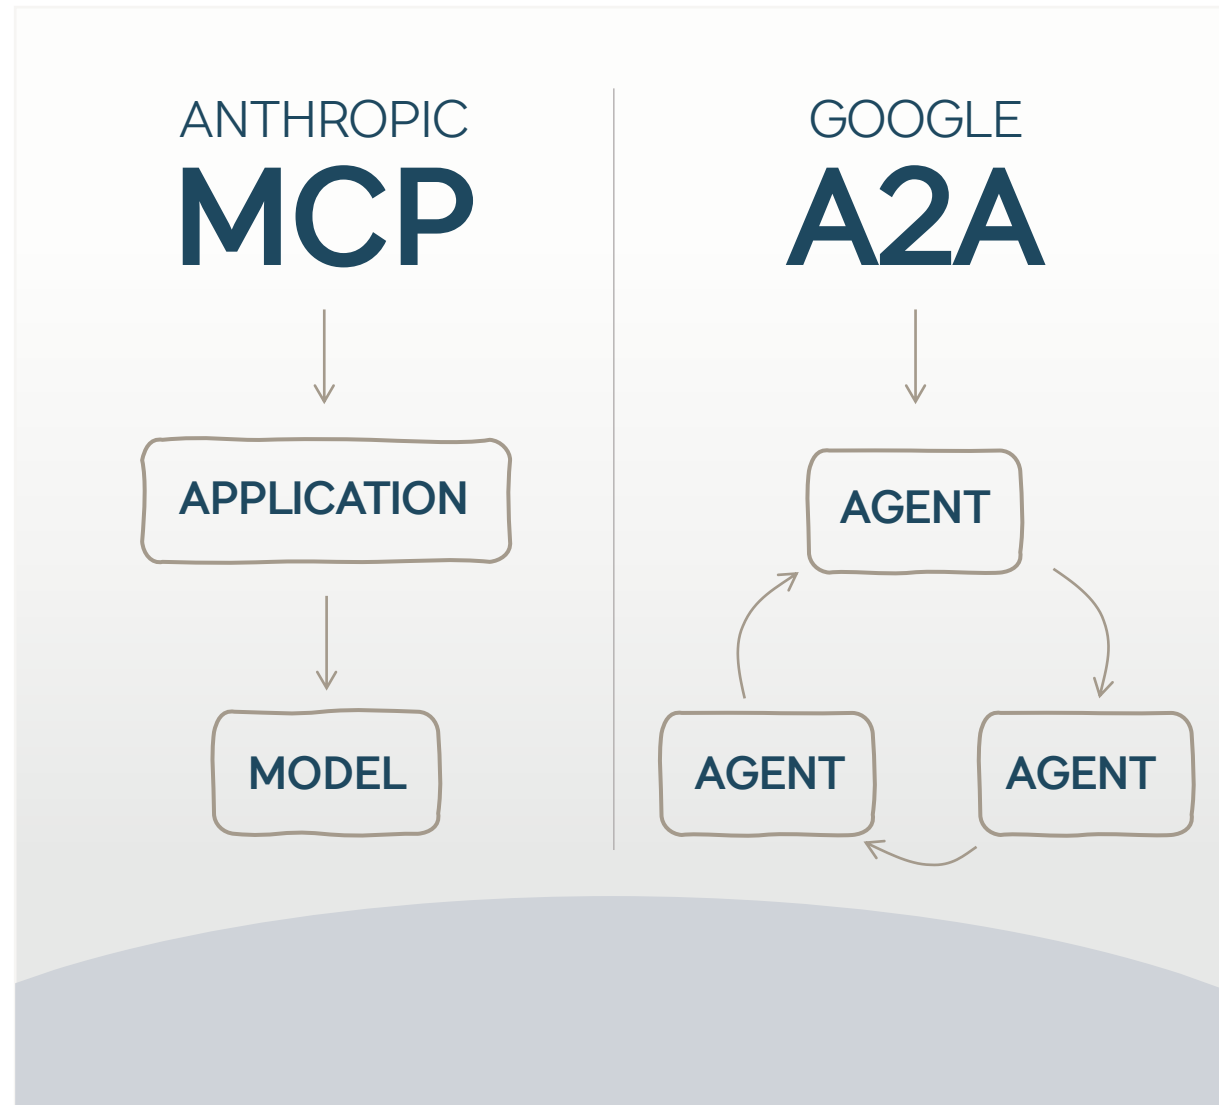 ANTHROPIC
MCP
APPLICATION
MODEL
GOOGLE
A2A
AGENT
AGENT
AGENT